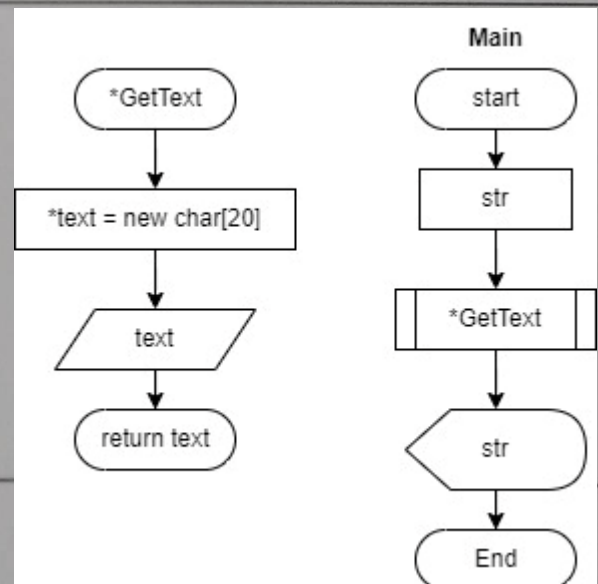 *GetText
*text = new char[20]
text
return text
Main
start
str
*GetText
str
End